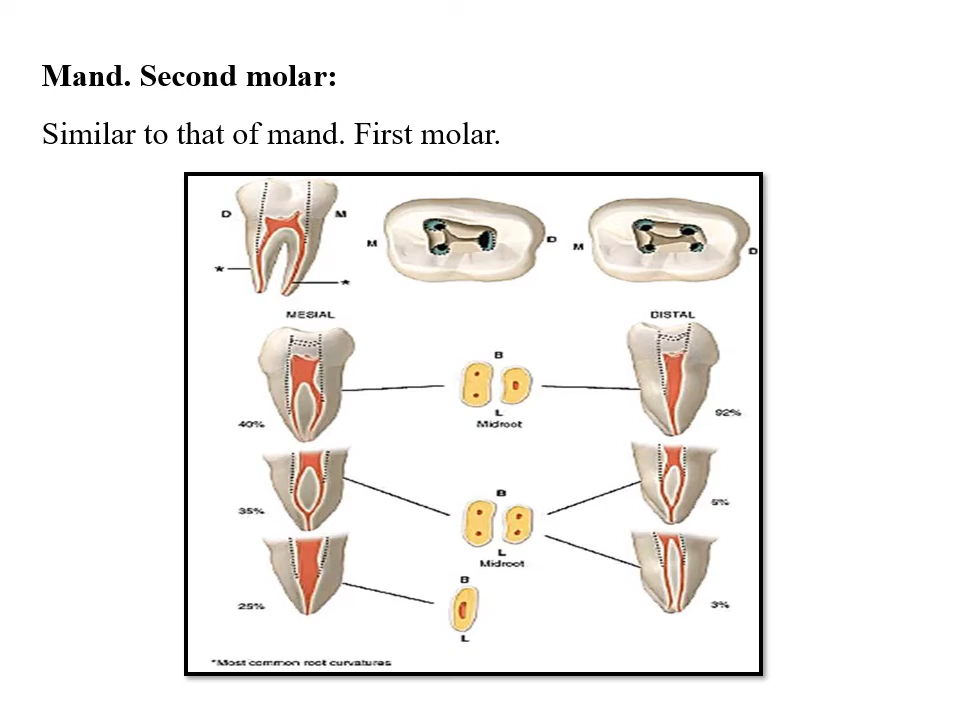 Mand. Second molar:
Similar to that of mand. First molar.
D M
M D
M D
*
*
MESIAL
DISTAL
B
L
Midroot
40%
92%
35%
B
L
Midroot
5%
25%
B
L
3%
*Most common root curvatures